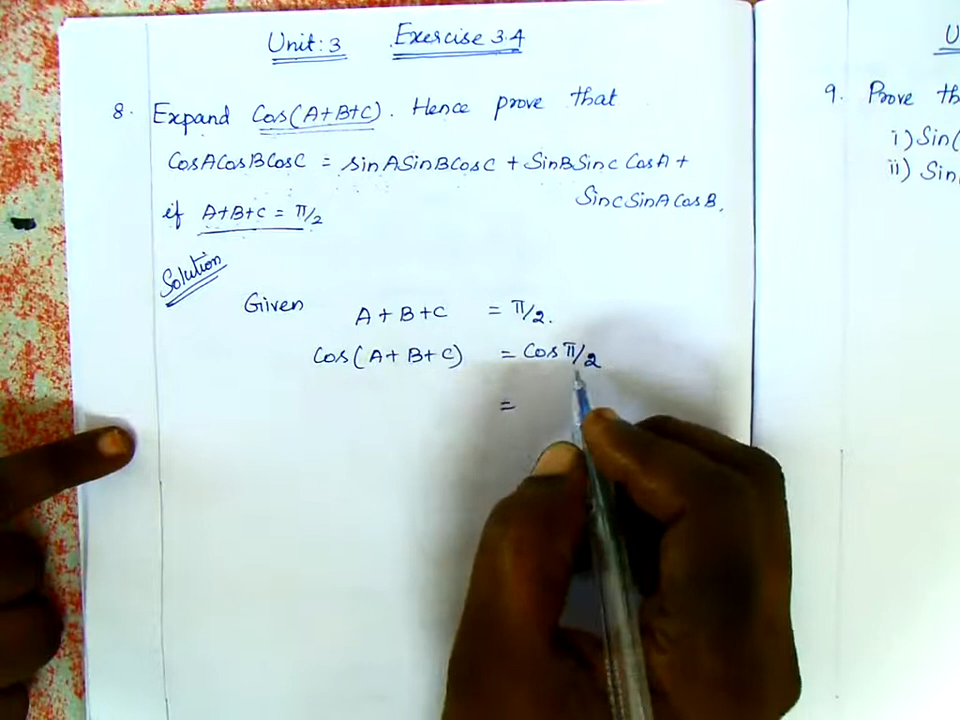 Unit: 3 Exercise 3.4
8. Expand Cos(A+B+C). Hence prove that
CosACosBCosC = sinASinBCosC + SinBSinC CosA +
SinCSinACosB,
if A+B+C = π/2
Solution
Given A+B+C = π/2.
Cos(A+B+C) = Cos π/2
=
U
9. Prove th
i) Sin(
ii) Sin